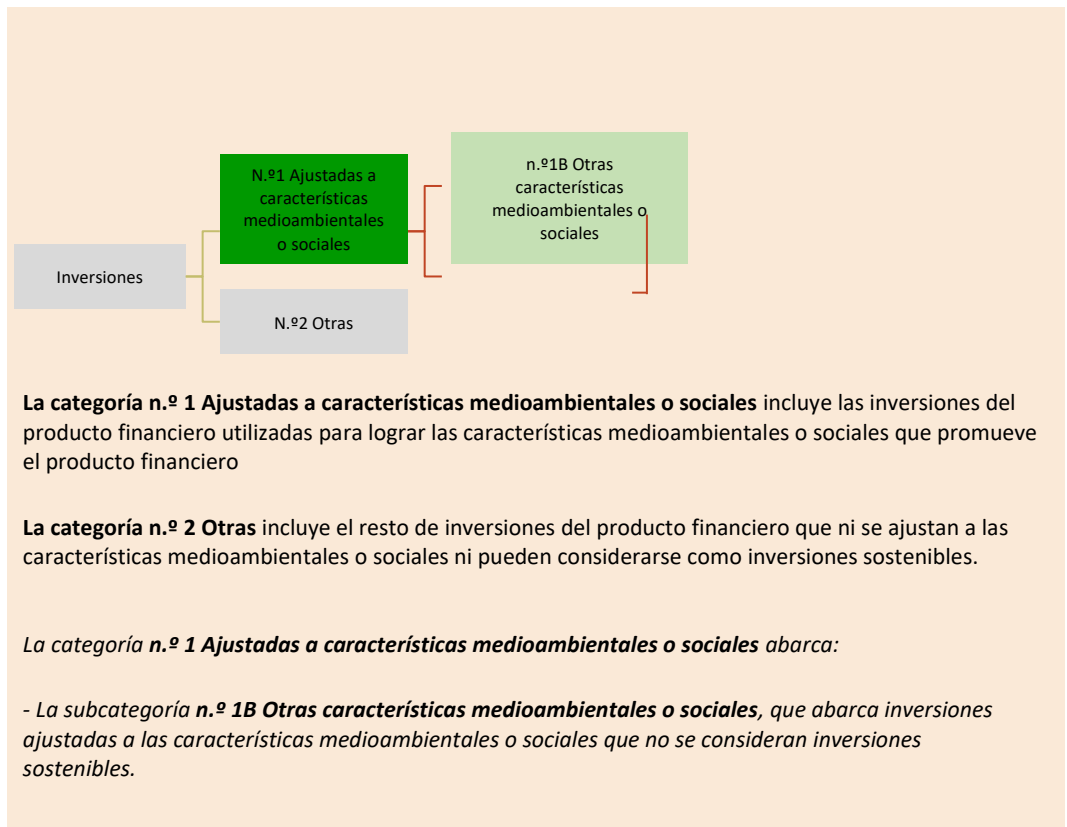 N.º1 Ajustadas a
características
medioambientales
o sociales
n.º1B Otras
características
medioambientales o
sociales
Inversiones
N.º2 Otras
La categoría n.º 1 Ajustadas a características medioambientales o sociales incluye las inversiones del
producto financiero utilizadas para lograr las características medioambientales o sociales que promueve
el producto financiero
La categoría n.º 2 Otras incluye el resto de inversiones del producto financiero que ni se ajustan a las
características medioambientales o sociales ni pueden considerarse como inversiones sostenibles.
La categoría n.º 1 Ajustadas a características medioambientales o sociales abarca:
- La subcategoría n.º 1B Otras características medioambientales o sociales, que abarca inversiones
ajustadas a las características medioambientales o sociales que no se consideran inversiones
sostenibles.